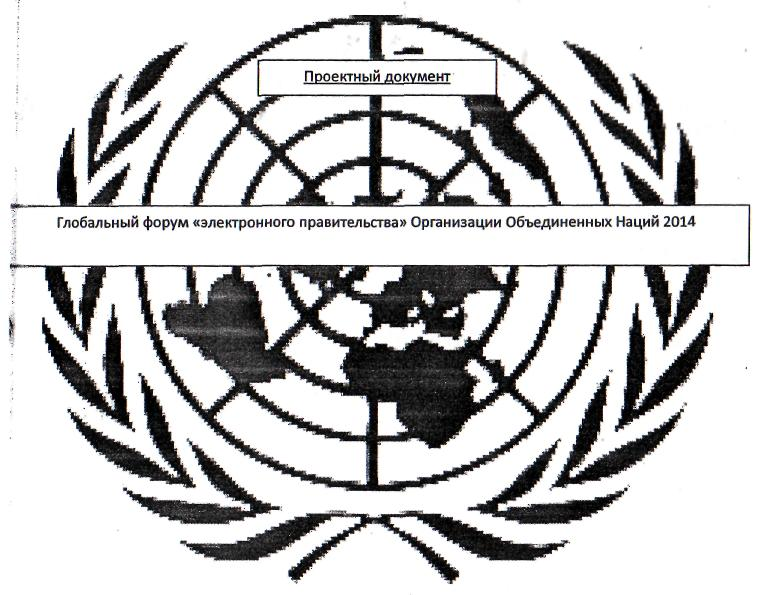 Проектный документ
Глобальный форум «электронного правительства» Организации Объединенных Наций 2014